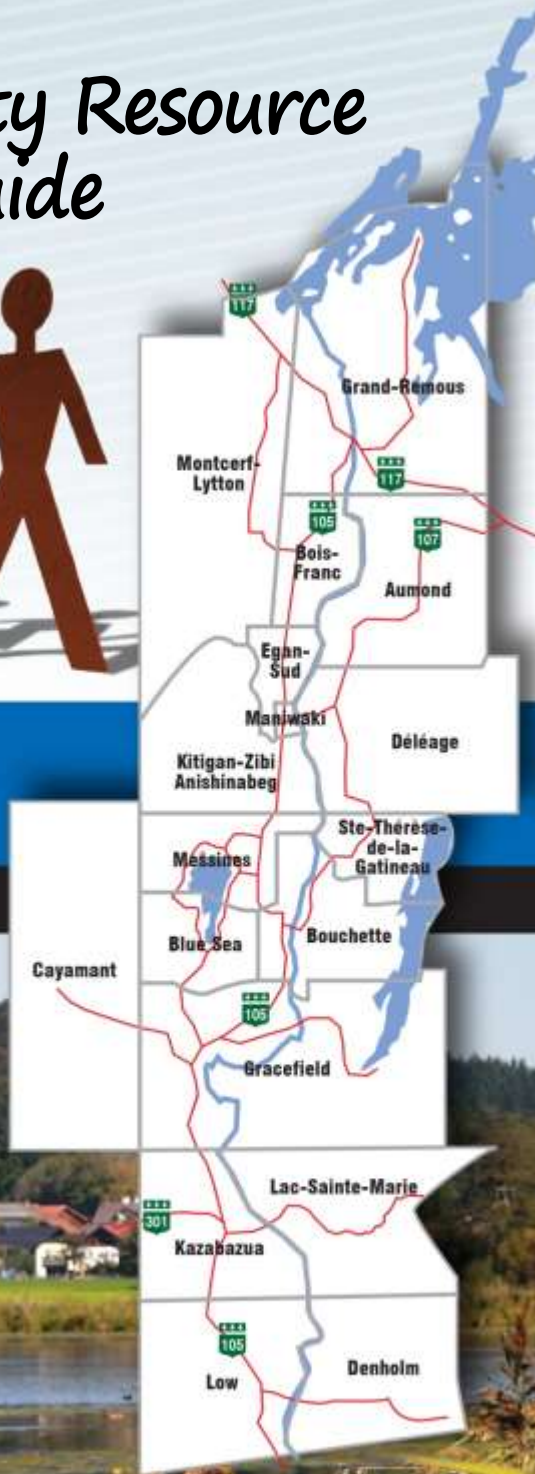 ty Resource
uide
117
Grand-Remous
Montcerf-
Lytton
117
105
107
Bois-
Franc
Aumond
Egan-
Sud
Maniwaki
Déléage
Kitigan-Zibi
Anishinabeg
Ste-Thérèse-
de-la-
Gatineau
Messines
Bouchette
Blue Sea
Cayamant
105
Gracefield
Lac-Sainte-Marie
301
Kazabazua
105
Denholm
Low